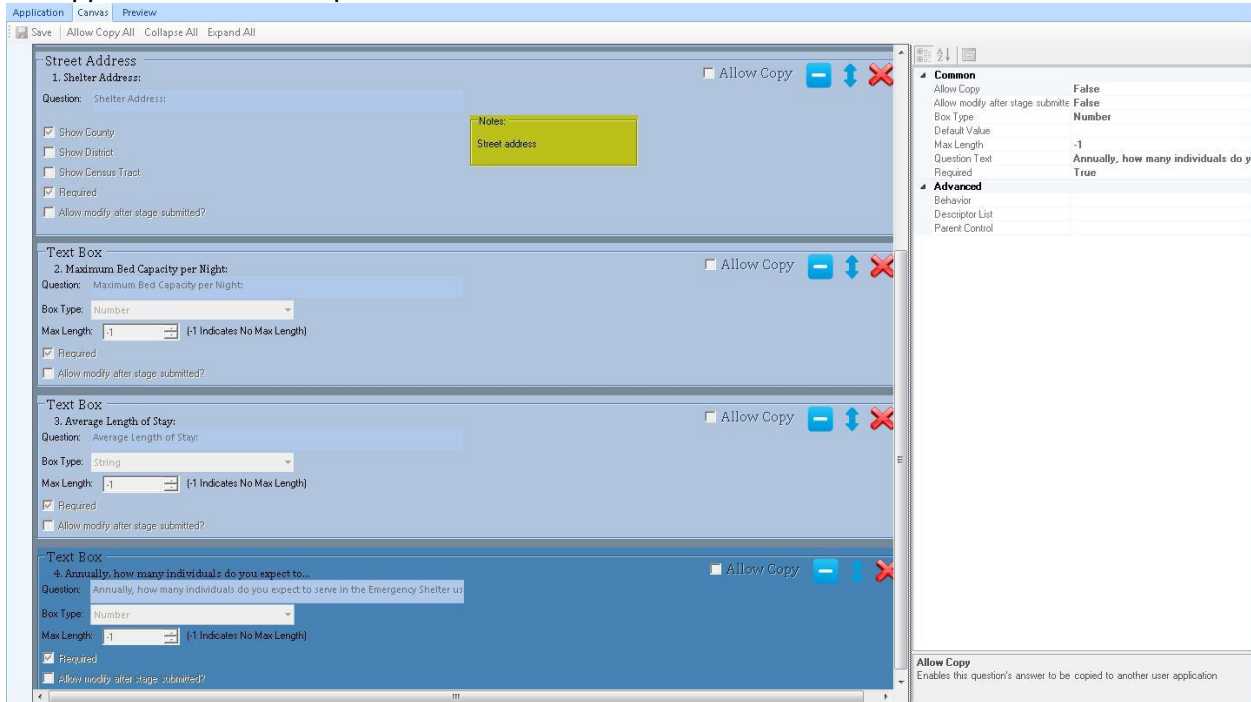 Application Canvas Preview
Save Allow Copy All Collapse All Expand All
Street Address
1. Shelter Address:
Allow Copy
Question: Shelter Address:
Show County
Show District
Show Census Tract
Required
Allow modify after stage submitted?
Notes:
Street address
Text Box
2. Maximum Bed Capacity per Night:
Allow Copy
Question: Maximum Bed Capacity per Night:
Box Type: Number
Max Length: -1 (-1 Indicates No Max Length)
Required
Allow modify after stage submitted?
Text Box
3. Average Length of Stay:
Allow Copy
Question: Average Length of Stay:
Box Type: String
Max Length: -1 (-1 Indicates No Max Length)
Required
Allow modify after stage submitted?
Text Box
4. Annually, how many individuals do you expect to...
Allow Copy
Question: Annually, how many individuals do you expect to serve in the Emergency Shelter us
Box Type: Number
Max Length: -1 (-1 Indicates No Max Length)
Required
Allow modify after stage submitted?
Common
Allow Copy False
Allow modify after stage submitte False
Box Type Number
Default Value
Max Length -1
Question Text Annually, how many individuals do y
Required True
Advanced
Behavior
Descriptor List
Parent Control
Allow Copy
Enables this question's answer to be copied to another user application